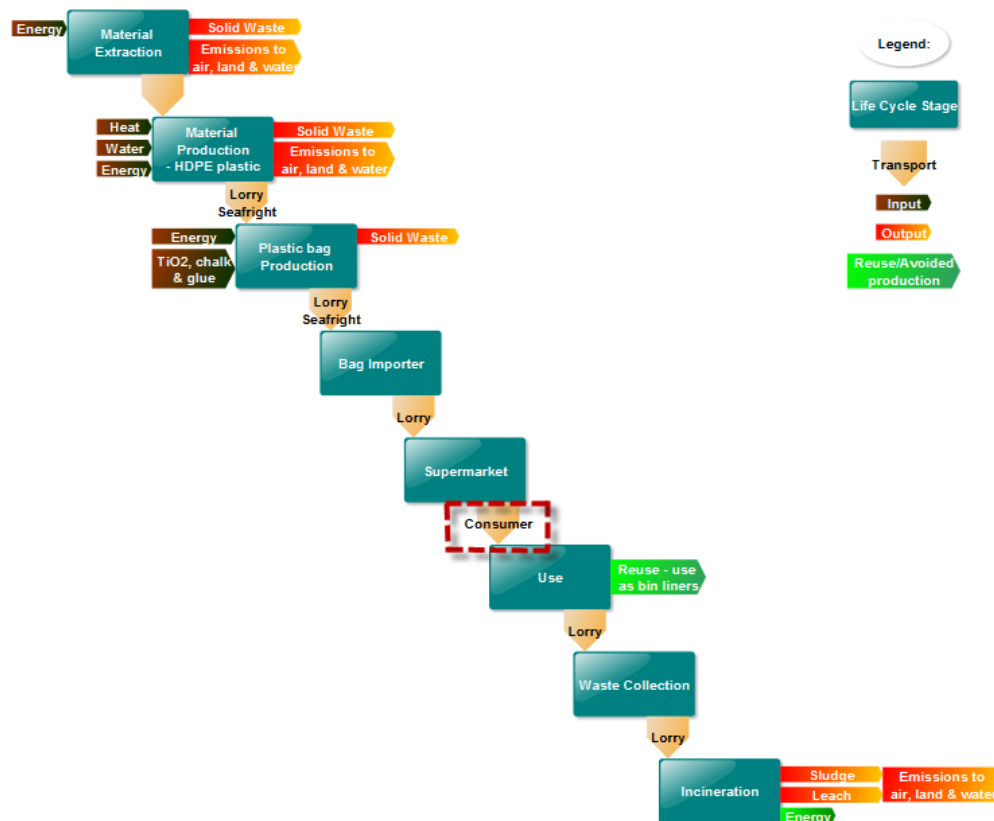 Energy
Material
Extraction
Solid Waste
Emissions to
air, land & water
Legend:
Life Cycle Stage
Transport
Input
Output
Reuse/Avoided
production
Heat
Water
Energy
Material
Production
- HDPE plastic
Solid Waste
Emissions to
air, land & water
Lorry
Seafright
Energy
TiO2, chalk
& glue
Plastic bag
Production
Solid Waste
Lorry
Seafright
Bag Importer
Lorry
Supermarket
Consumer
Use
Reuse - use
as bin liners
Lorry
Waste Collection
Lorry
Incineration
Sludge
Leach
Energy
Emissions to
air, land & water